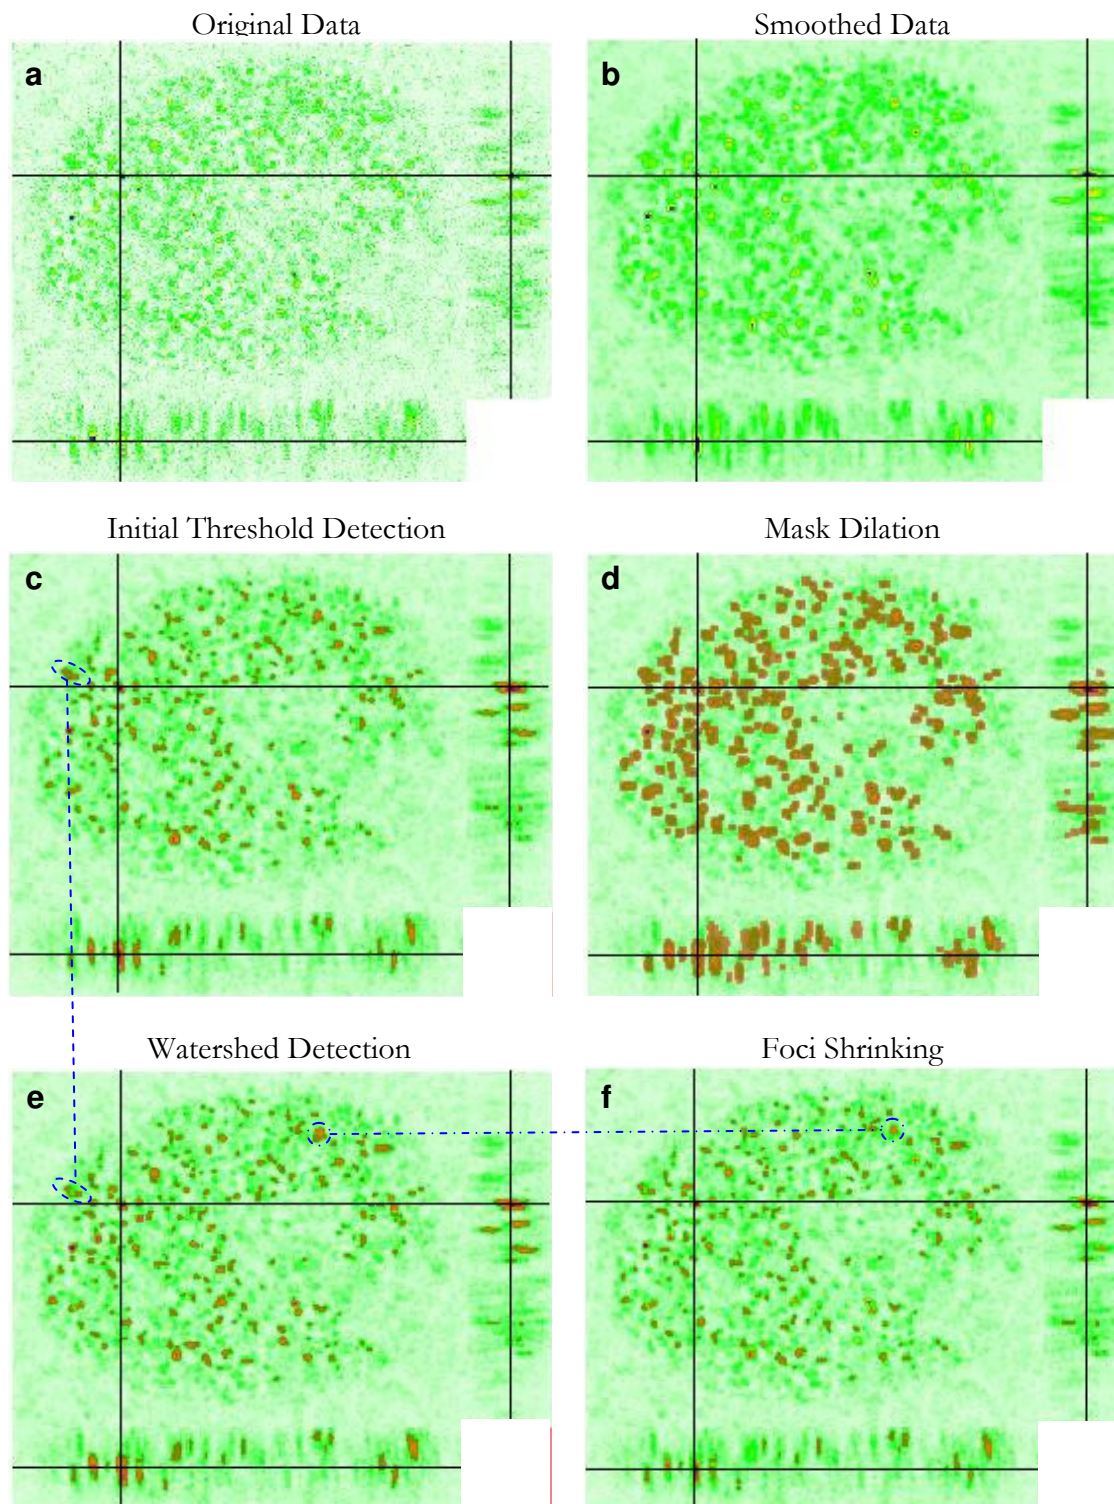 Original Data
Smoothed Data
a
b
Initial Threshold Detection
Mask Dilation
c
d
Watershed Detection
Foci Shrinking
e
f